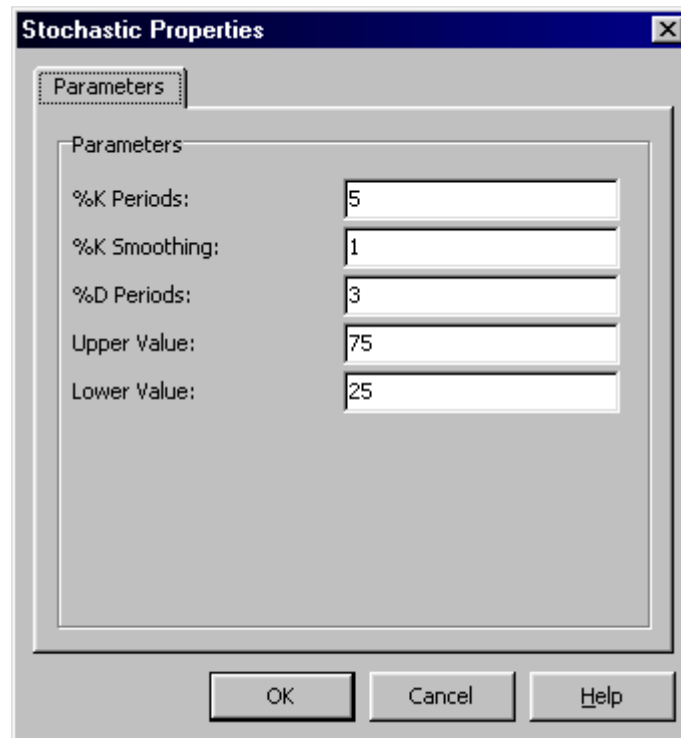 Stochastic Properties
Parameters
Parameters
%K Periods: 5
%K Smoothing: 1
%D Periods: 3
Upper Value: 75
Lower Value: 25
OK Cancel Help